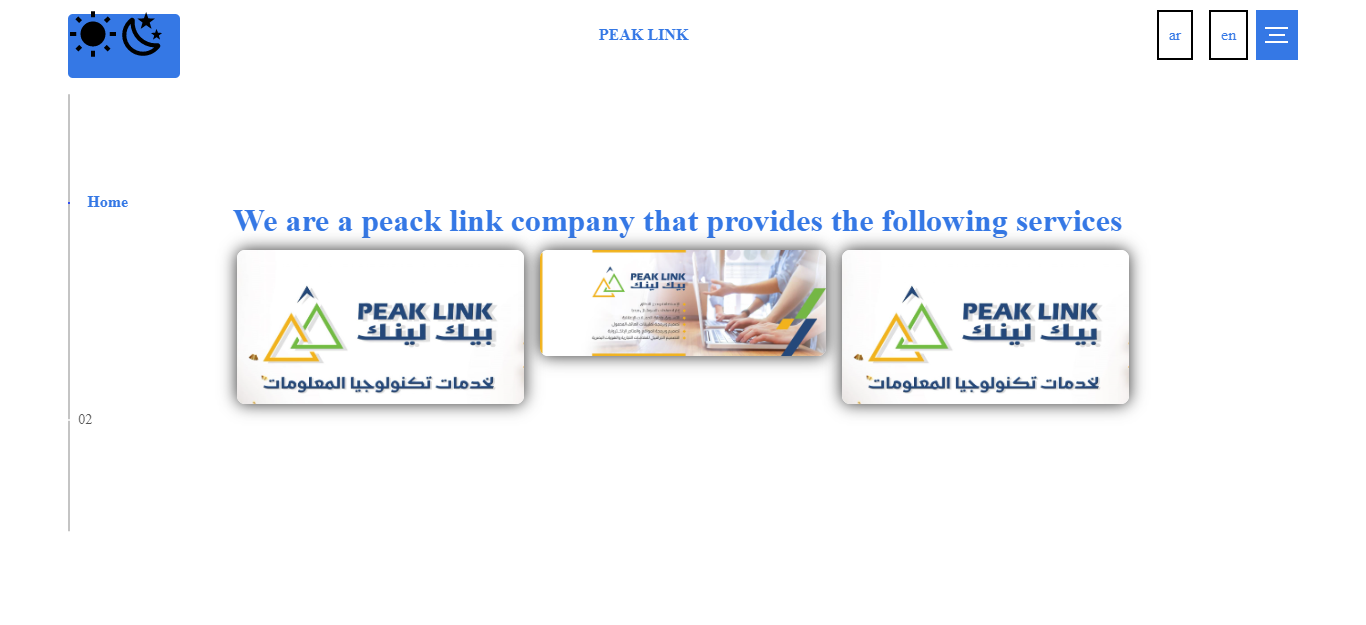 PEAK LINK
ar
en
Home
We are a peack link company that provides the following services
PEAK LINK
بيك لينك
لخدمات تكنولوجيا المعلومات
PEAK LINK
بيك لينك
PEAK LINK
بيك لينك
لخدمات تكنولوجيا المعلومات
02